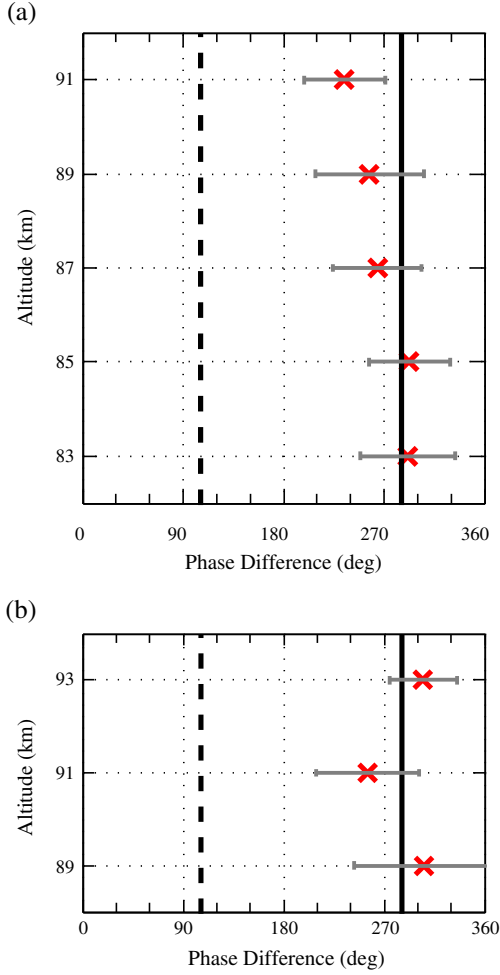 (a)
91
89
87
85
83
Altitude (km)
0 90 180 270 360
Phase Difference (deg)
(b)
93
91
89
Altitude (km)
0 90 180 270 360
Phase Difference (deg)